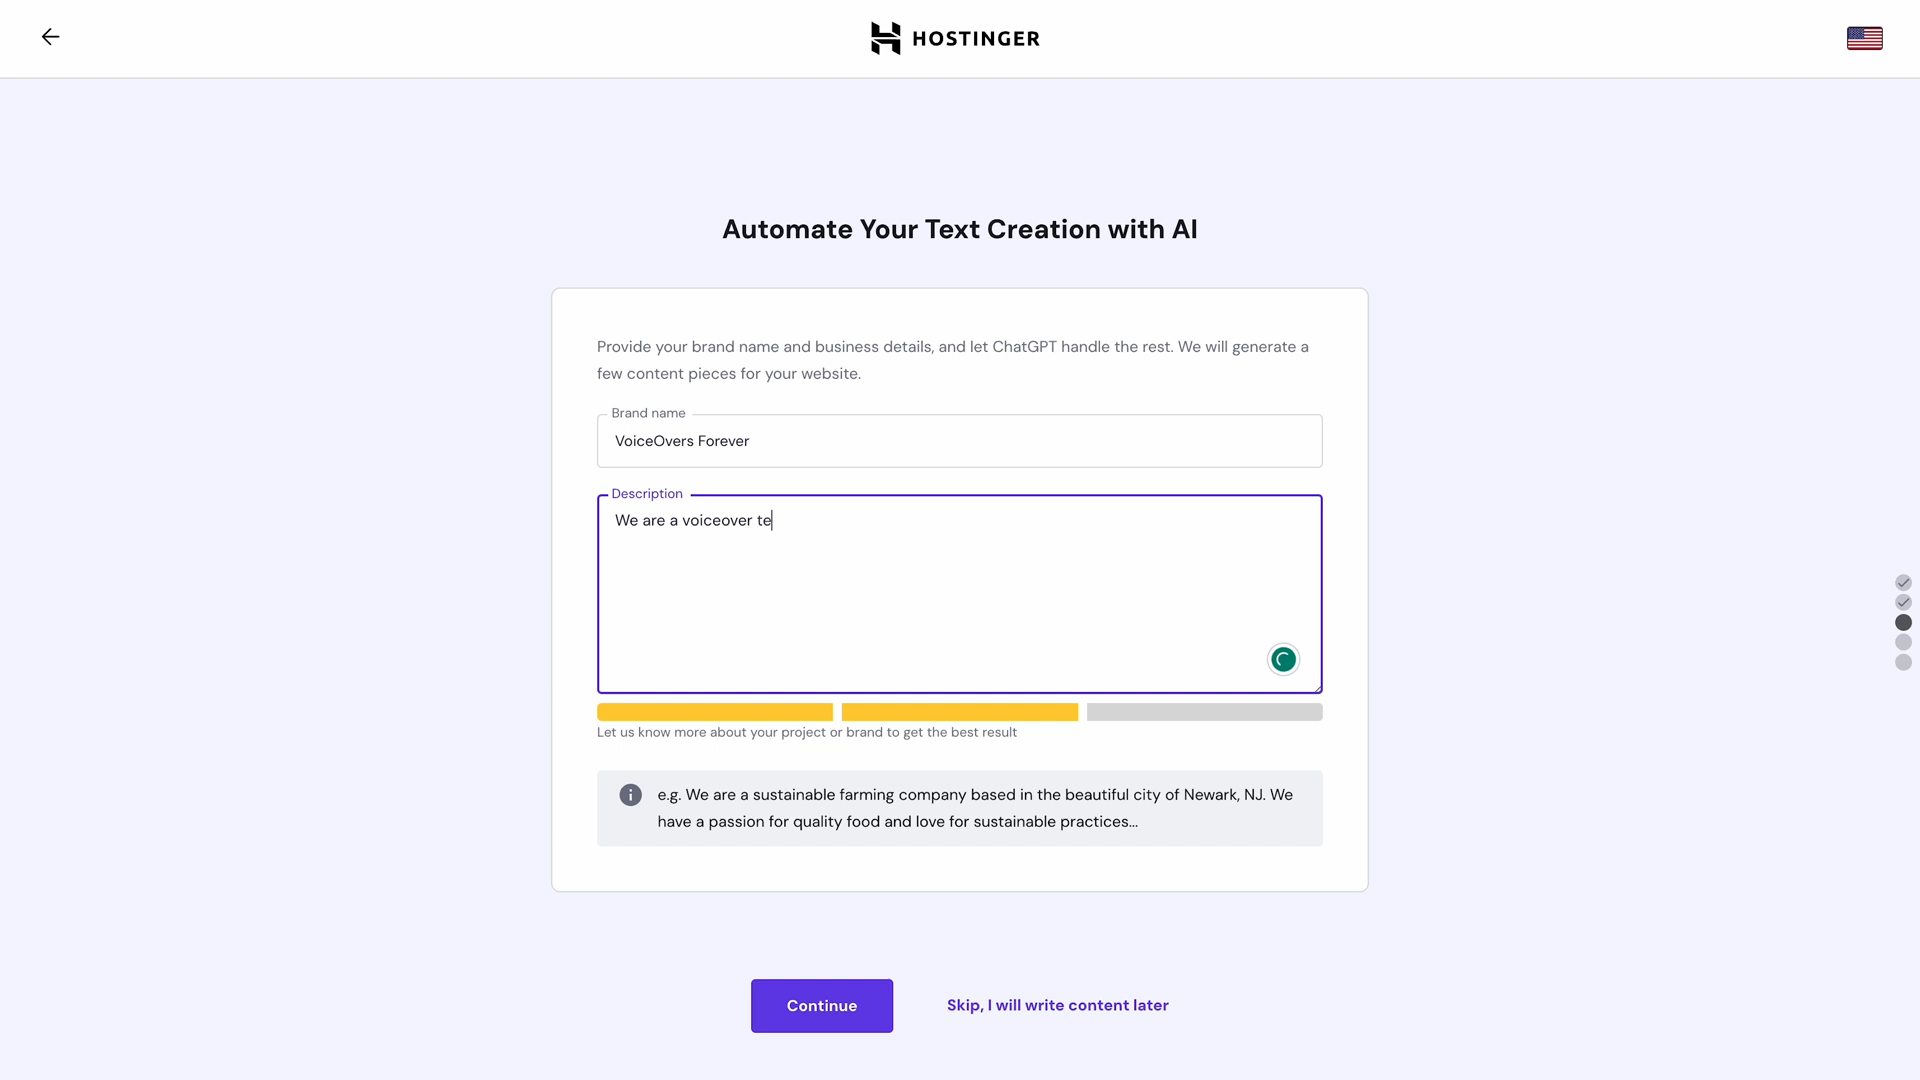 HOSTINGER
Automate Your Text Creation with AI
Provide your brand name and business details, and let ChatGPT handle the rest. We will generate a
few content pieces for your website.
Brand name
VoiceOvers Forever
Description
We are a voiceover te
Let us know more about your project or brand to get the best result
e.g. We are a sustainable farming company based in the beautiful city of Newark, NJ. We
have a passion for quality food and love for sustainable practices...
Continue
Skip, I will write content later